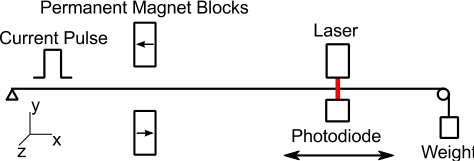 Permanent Magnet Blocks
Current Pulse
Laser
y
x
z
Photodiode
Weight